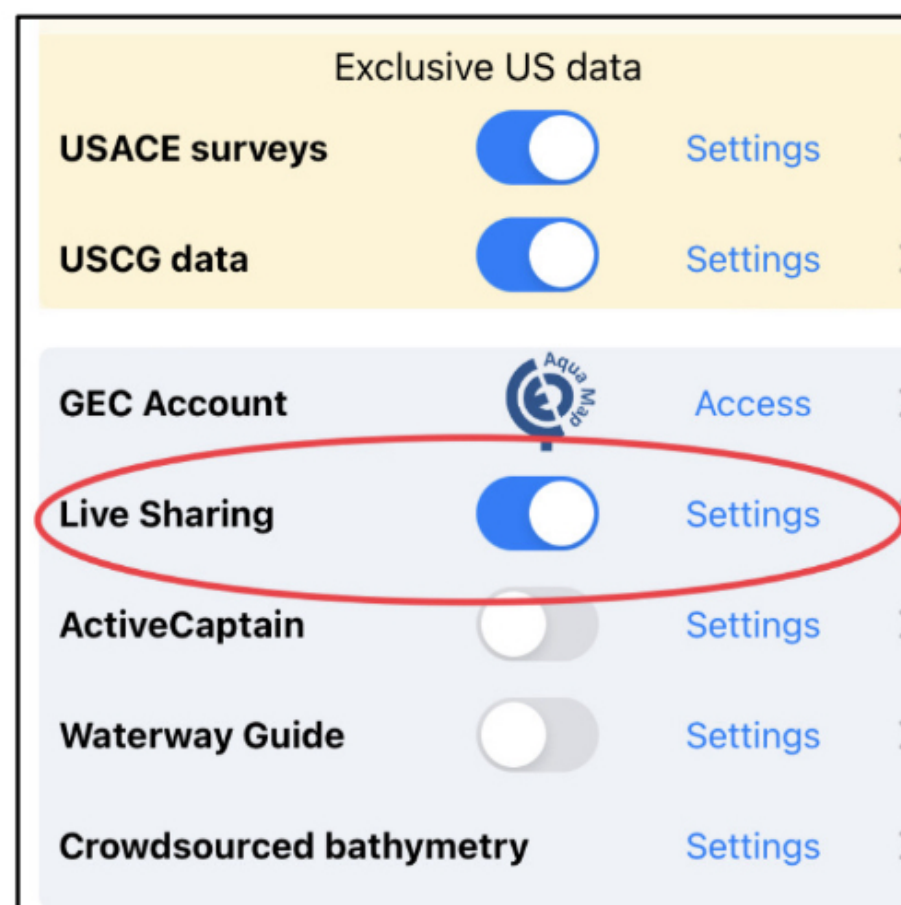 Exclusive US data
USACE surveys Settings
USCG data Settings
GEC Account Aqua Map Access
Live Sharing Settings
ActiveCaptain Settings
Waterway Guide Settings
Crowdsourced bathymetry Settings